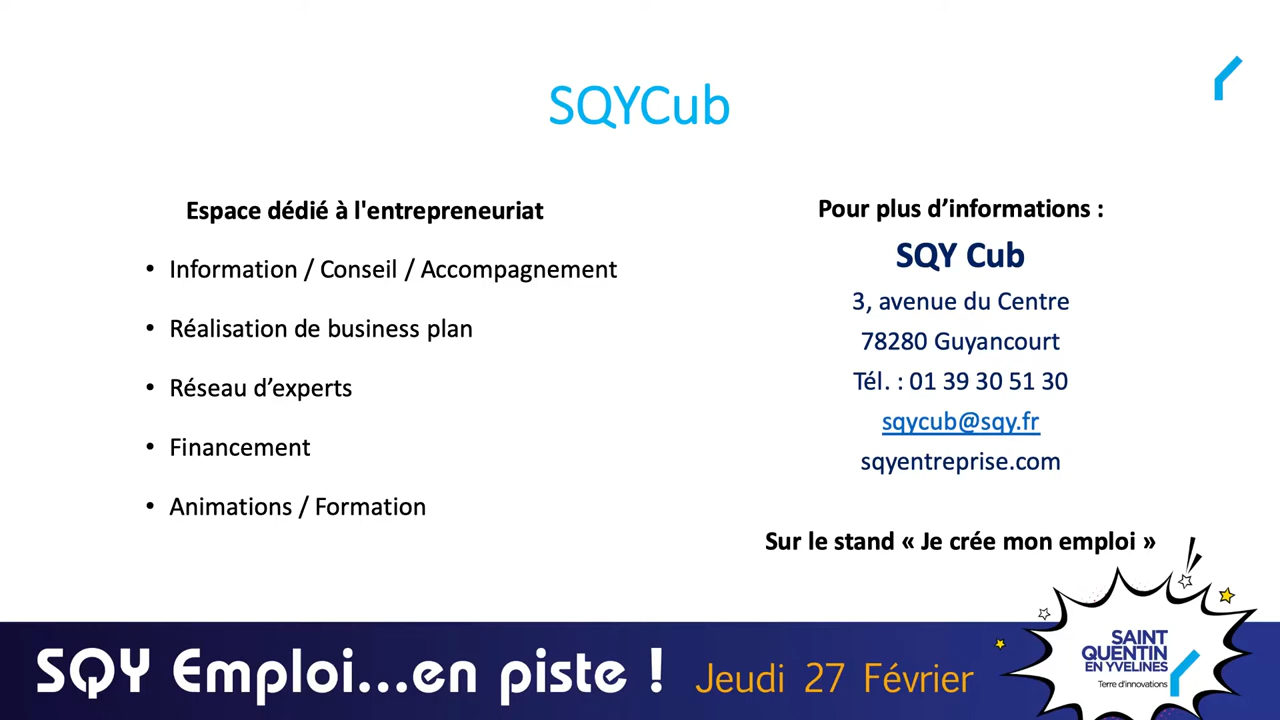 SQYCub
Espace dédié à l'entrepreneuriat
• Information / Conseil / Accompagnement
• Réalisation de business plan
• Réseau d’experts
• Financement
• Animations / Formation
Pour plus d’informations :
SQY Cub
3, avenue du Centre
78280 Guyancourt
Tél. : 01 39 30 51 30
sqycub@sqy.fr
sqyentreprise.com
Sur le stand « Je crée mon emploi »
SQY Emploi...en piste ! Jeudi 27 Février
SAINT
QUENTIN
EN YVELINES
Terre d'innovations